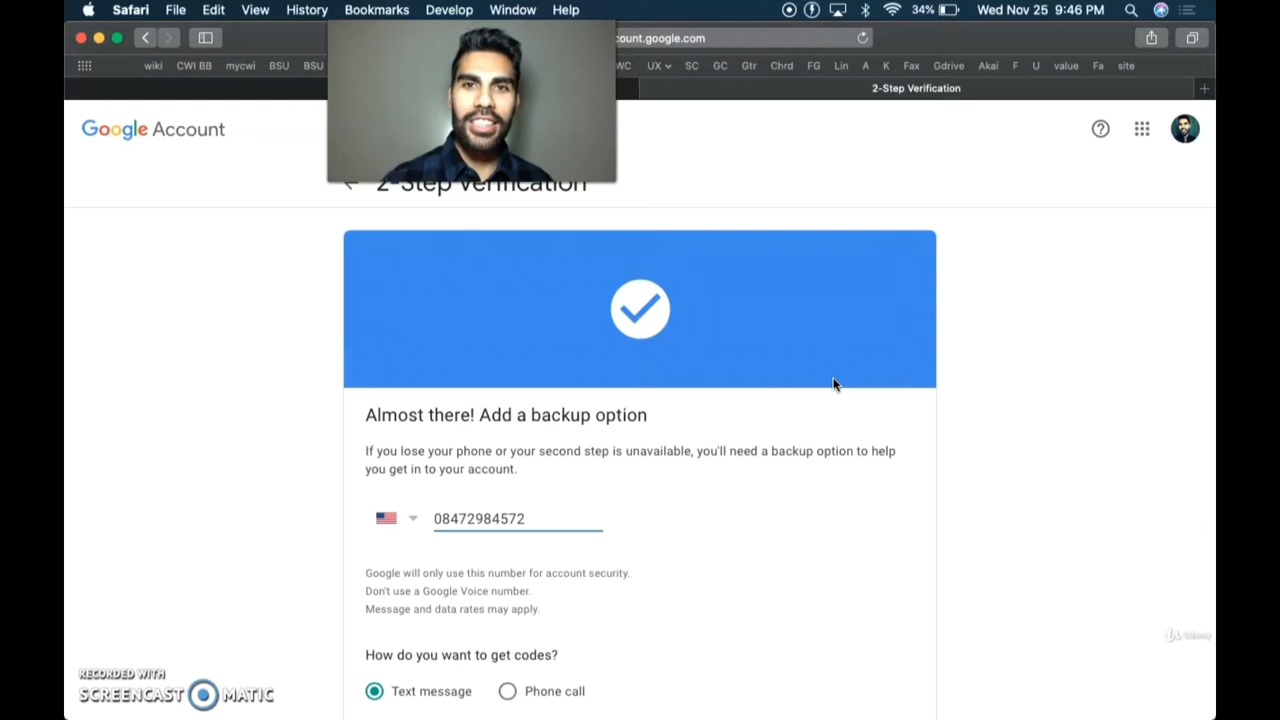 Safari File Edit View History Bookmarks Develop Window Help 34% Wed Nov 25 9:46 PM
count.google.com
wiki CWI BB mycwi BSU BSU WC UX SC GC Gtr Chrd FG Lin A K Fax Gdrive Akai F U value Fa site
2-Step Verification
Google Account
2-Step Verification
Almost there! Add a backup option
If you lose your phone or your second step is unavailable, you'll need a backup option to help
you get in to your account.
08472984572
Google will only use this number for account security.
Don't use a Google Voice number.
Message and data rates may apply.
Udemy
How do you want to get codes?
RECORDED WITH
SCREENCAST MATIC
Text message Phone call